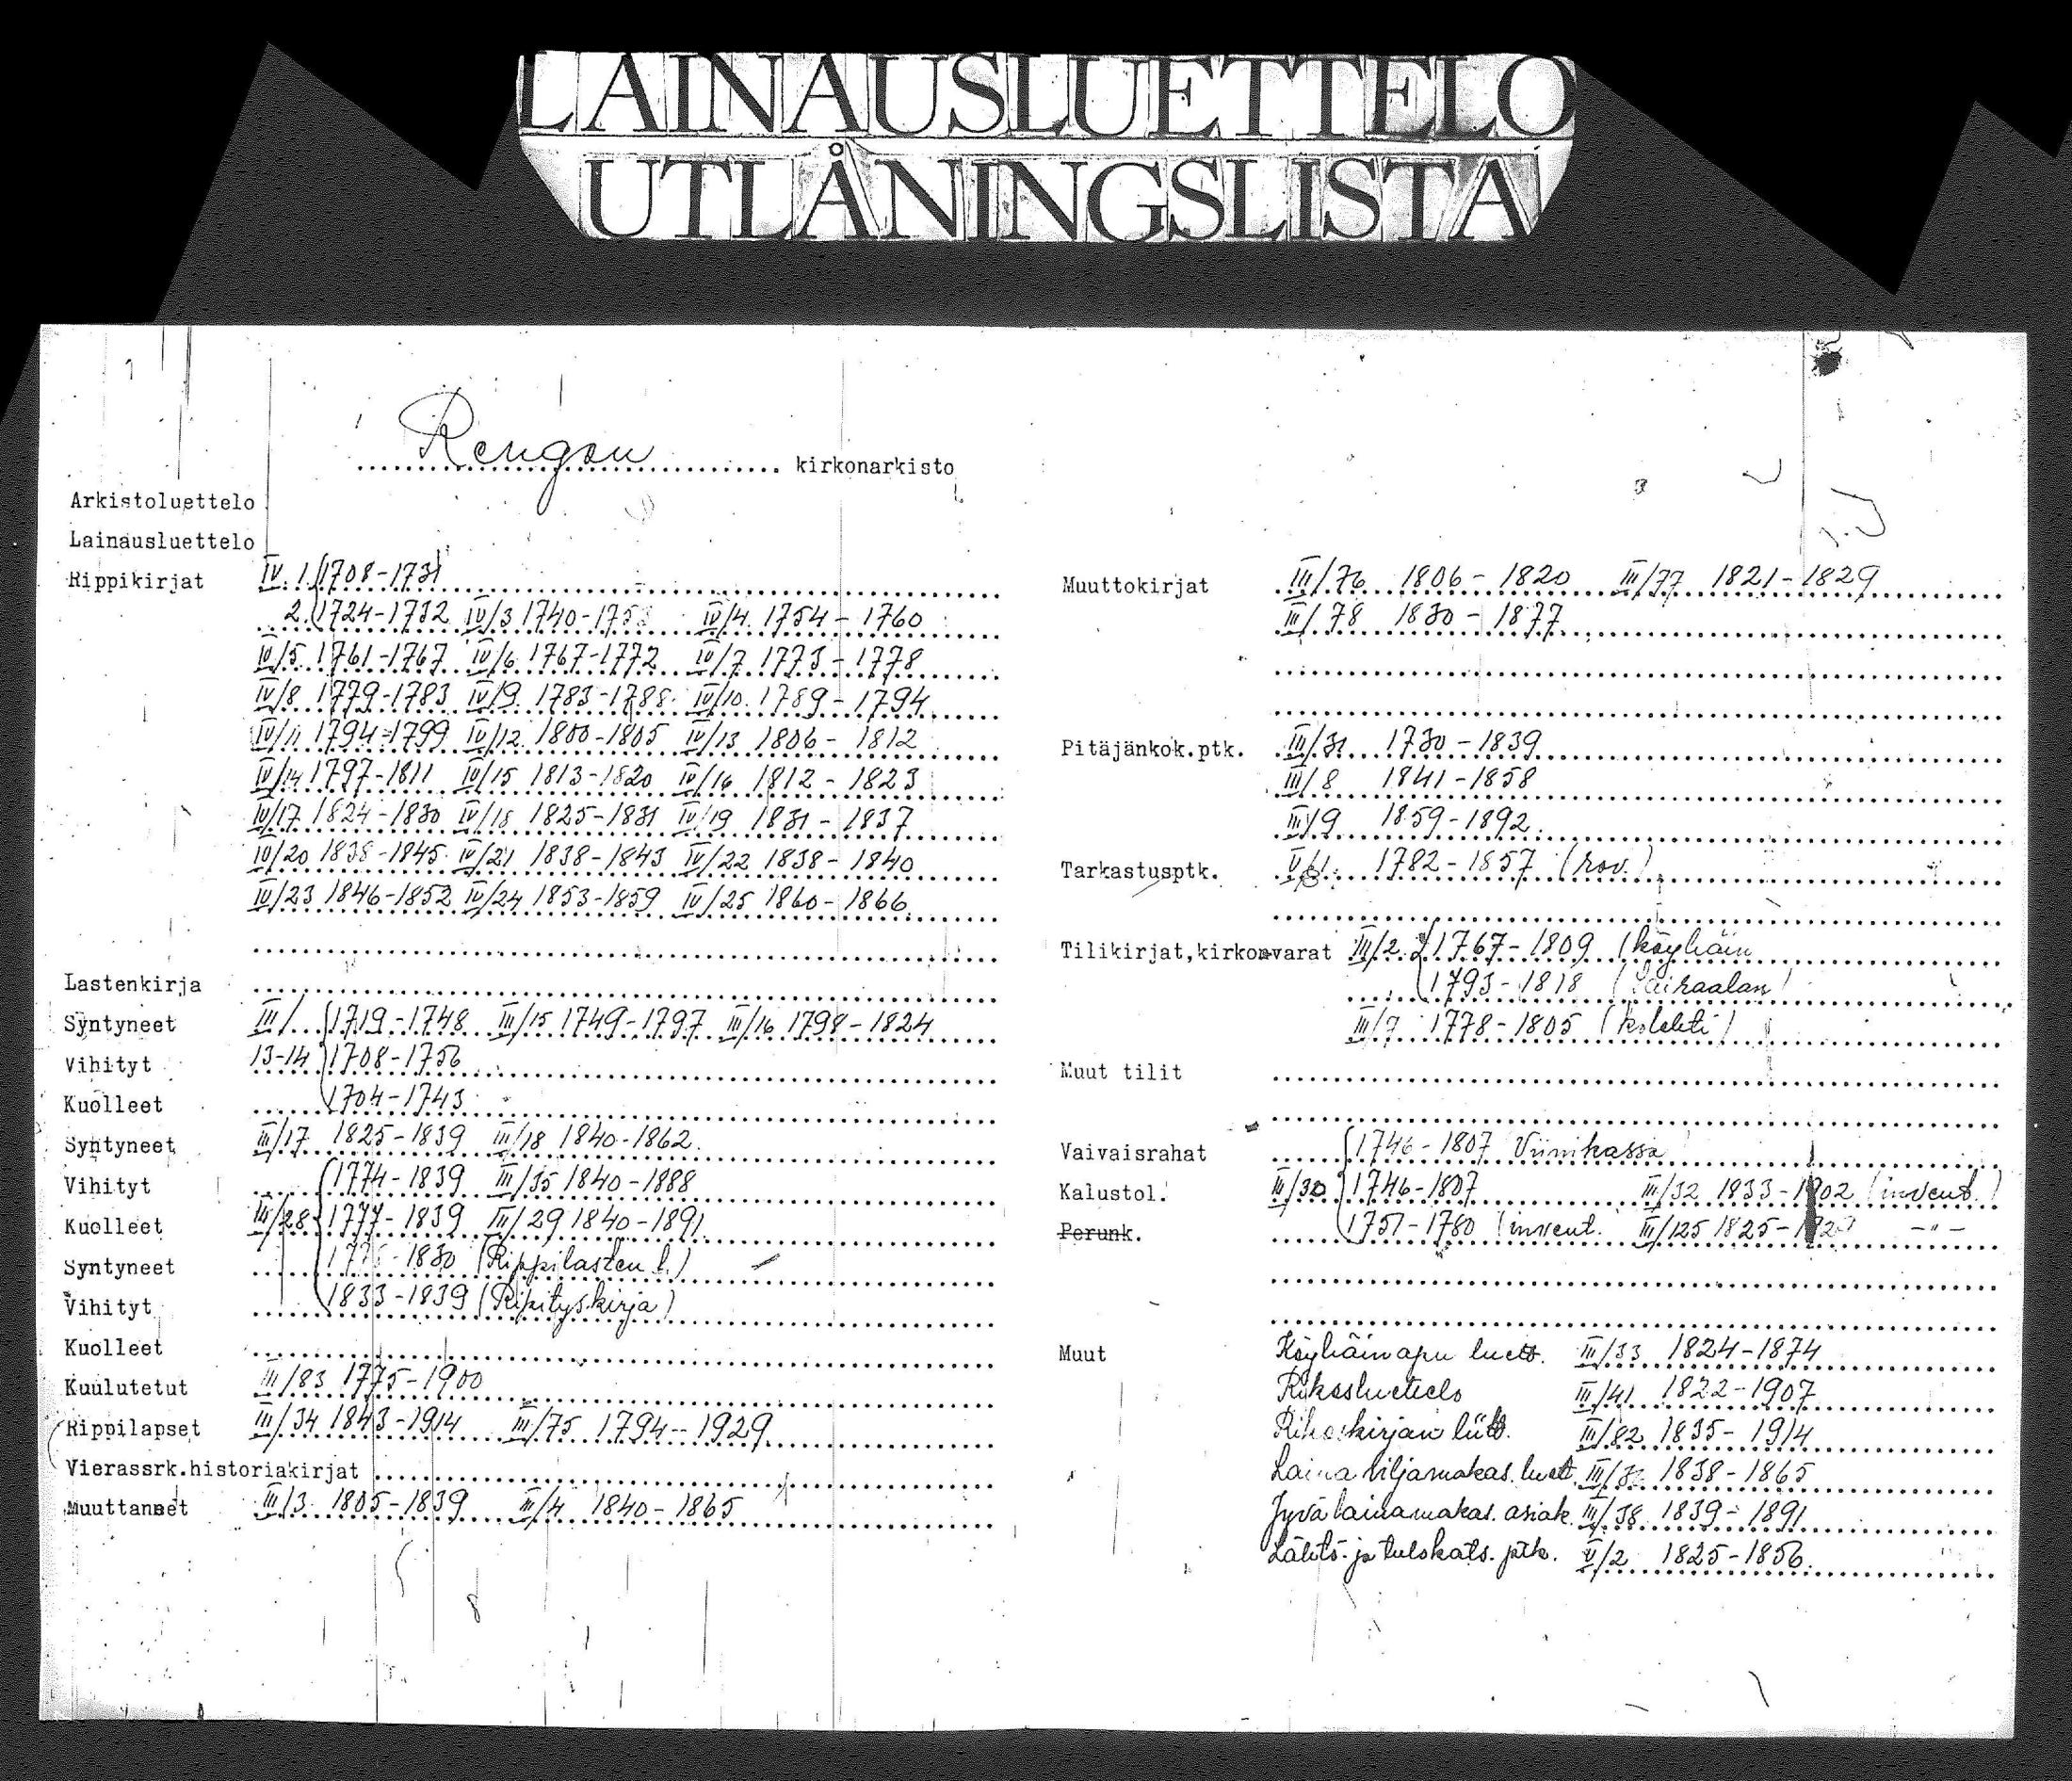 LAINAUSLUETTELO
UTLÅNINGSLISTA
Rengon kirkonarkisto
Arkistoluettelo
Lainausluettelo
Rippikirjat IV. 1. 1708-1731
2. 1724-1732 IV/3 1740-1753 IV/4. 1754-1760
IV/5. 1761-1767 IV/6. 1767-1772 IV/7. 1773-1778
IV/8 1779-1783 IV/9. 1783-1788. IV/10. 1789-1794
IV/11 1794-1799 IV/12. 1800-1805 IV/13 1806-1812
IV/14 1797-1811 IV/15 1813-1820 IV/16 1812-1823
IV/17 1824-1830 IV/18 1825-1831 IV/19 1831-1837
IV/20 1838-1845 IV/21 1838-1843 IV/22 1838-1840
IV/23 1846-1852 IV/24 1853-1859 IV/25 1860-1866
Lastenkirja
Syntyneet III/ 1719-1748 III/15 1749-1797 III/16 1798-1824
Vihityt 13-14 1708-1756
Kuolleet 1704-1743
Syntyneet III/17 1825-1839 III/18 1840-1862
Vihityt 1774-1839 III/35 1840-1888
Kuolleet III/28 1777-1839 III/29 1840-1891
Syntyneet -1830 (Rippilasten l.)
Vihityt 1833-1839 (Ripityskirja)
Kuolleet
Kuulutetut III/83 1775-1900
Rippilapset III/34 1843-1914 III/75 1794-1929
Vierassrk.historiakirjat
Muuttaneet III/3 1805-1839 III/4 1840-1865
Muuttokirjat III/76 1806-1820 III/77 1821-1829
III/78 1830-1877
Pitäjänkok.ptk. III/31 1730-1839
III/8 1841-1858
III/9 1859-1892
Tarkastusptk. V/1 1782-1857 (rov.)
Tilikirjat,kirkonvarat III/2. 1767-1809 (köyhäin
1793-1818
III/7 1778-1805 (kolehti)
Muut tilit
Vaivaisrahat 1746-1807 Viinikassa
Kalustol. III/30 1746-1807 III/32 1833-1902 (invent.)
Perunk. 1751-1780 (invent. III/125 1825- -"-
Muut Köyhäinapu luett. III/33 1824-1874
Rikosluettelo III/41 1822-1907
Rikoskirjan liitt. III/82 1835-1914
Laina viljamakas. luett. 1838-1865
Jyvälainamakas. asiak. III/38 1839-1891
Lähtö- ja tulokats. ptk. V/2 1825-1856.